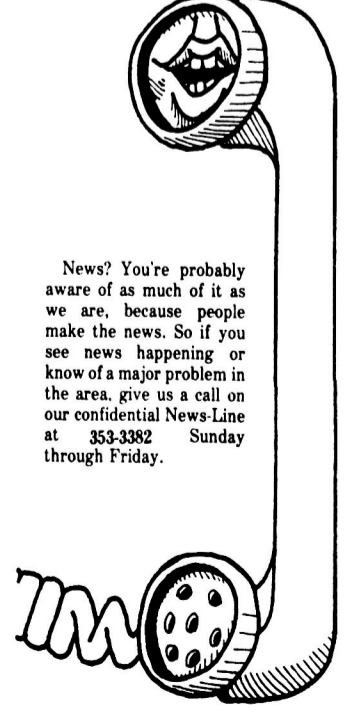 News? You're probably
aware of as much of it as
we are, because people
make the news. So if you
see news happening or
know of a major problem in
the area, give us a call on
our confidential News-Line
at 353-3382 Sunday
through Friday.